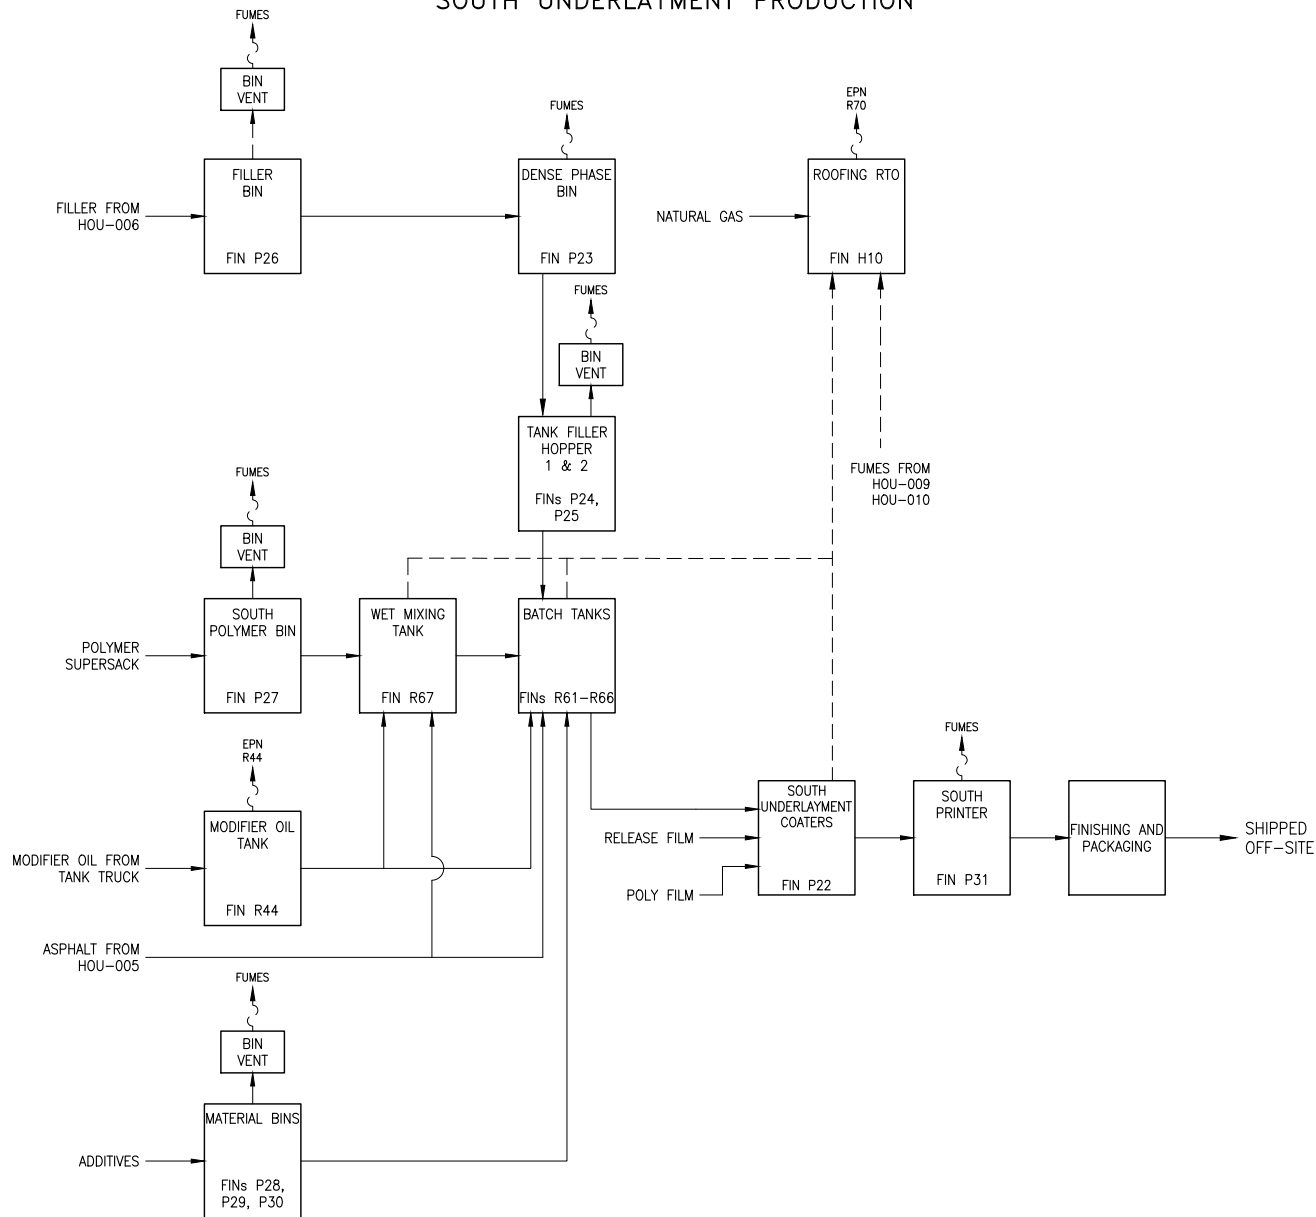 SOUTH UNDERLAYMENT PRODUCTION
FUMES
BIN
VENT
FILLER
BIN
FIN P26
FILLER FROM
HOU-006
FUMES
DENSE PHASE
BIN
FIN P23
EPN
R70
ROOFING RTO
FIN H10
NATURAL GAS
FUMES
BIN
VENT
TANK FILLER
HOPPER
1 & 2
FINs P24,
P25
FUMES FROM
HOU-009
HOU-010
FUMES
BIN
VENT
SOUTH
POLYMER BIN
FIN P27
POLYMER
SUPERSACK
WET MIXING
TANK
FIN R67
BATCH TANKS
FINs R61-R66
EPN
R44
MODIFIER OIL
TANK
FIN R44
MODIFIER OIL FROM
TANK TRUCK
ASPHALT FROM
HOU-005
RELEASE FILM
POLY FILM
SOUTH
UNDERLAYMENT
COATERS
FIN P22
FUMES
SOUTH
PRINTER
FIN P31
FINISHING AND
PACKAGING
SHIPPED
OFF-SITE
FUMES
BIN
VENT
MATERIAL BINS
FINs P28,
P29, P30
ADDITIVES